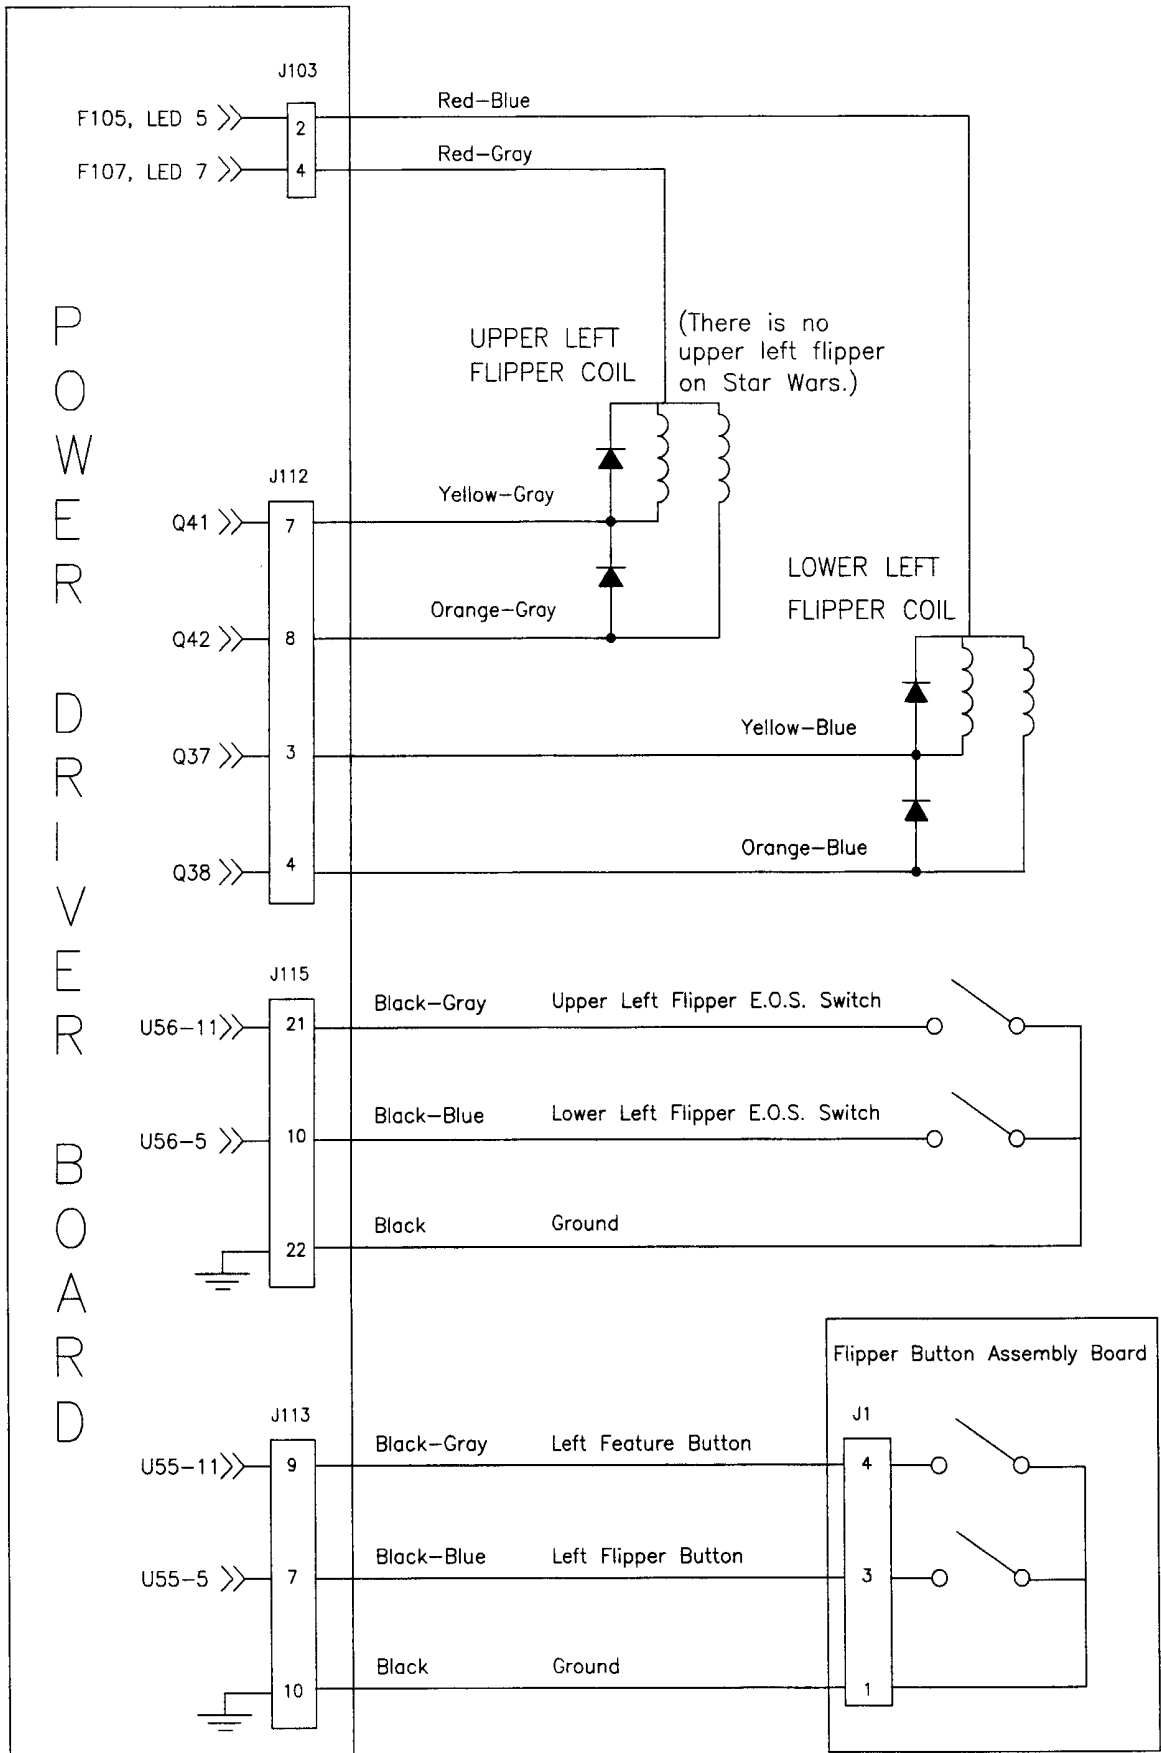 POWER DRIVER BOARD
J103
F105, LED 5
2
Red-Blue
F107, LED 7
4
Red-Gray
UPPER LEFT
FLIPPER COIL
(There is no
upper left flipper
on Star Wars.)
J112
Q41
7
Yellow-Gray
Q42
8
Orange-Gray
LOWER LEFT
FLIPPER COIL
Q37
3
Yellow-Blue
Q38
4
Orange-Blue
J115
U56-11
21
Black-Gray
Upper Left Flipper E.O.S. Switch
U56-5
10
Black-Blue
Lower Left Flipper E.O.S. Switch
22
Black
Ground
Flipper Button Assembly Board
J113
J1
U55-11
9
Black-Gray
Left Feature Button
4
U55-5
7
Black-Blue
Left Flipper Button
3
10
Black
Ground
1